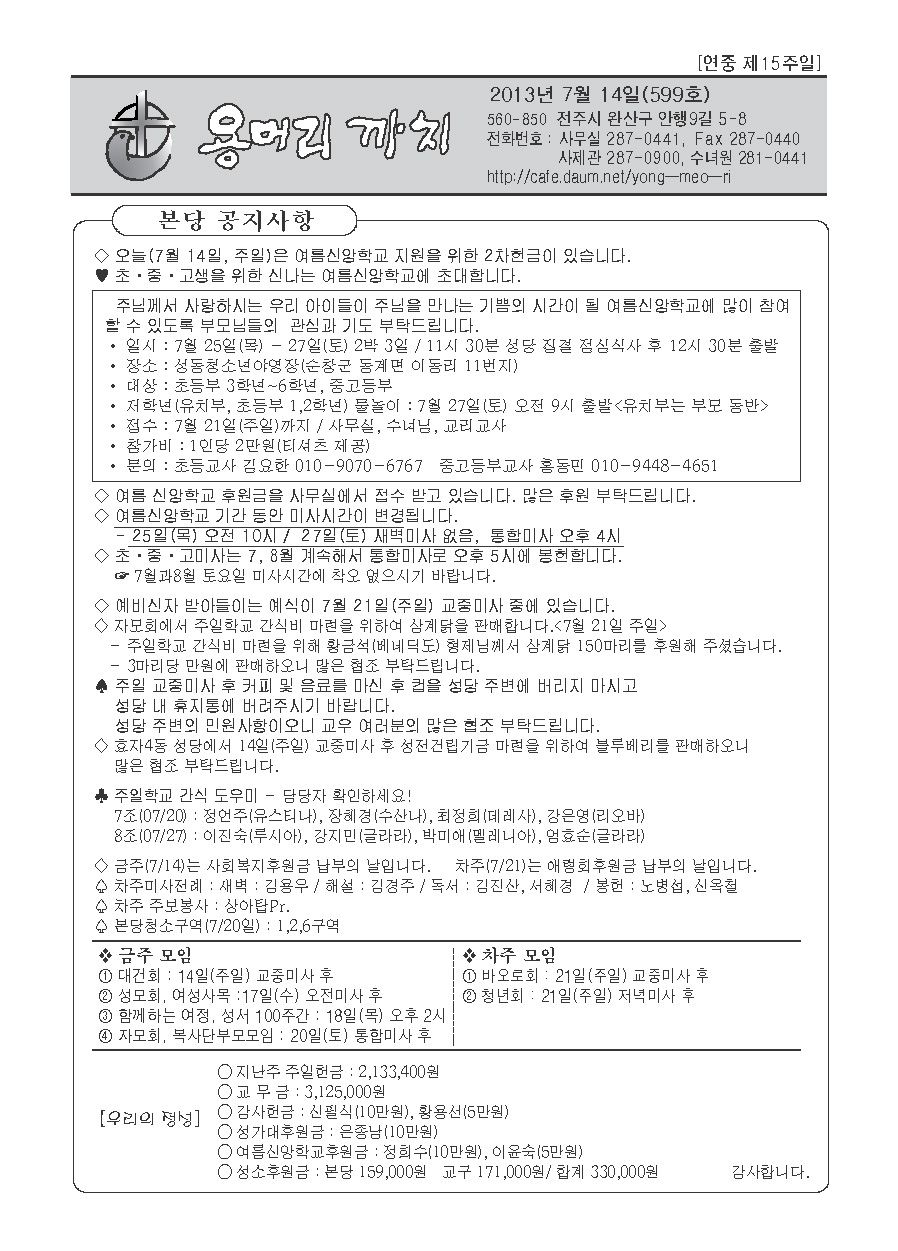 [연중 제15주일]
용머리 까치
2013년 7월 14일(599호)
560-850 전주시 완산구 안행9길 5-8
전화번호 : 사무실 287-0441, Fax 287-0440
사제관 287-0900, 수녀원 281-0441
http://cafe.daum.net/yong—meo—ri
본당 공지사항
◇ 오늘(7월 14일, 주일)은 여름신앙학교 지원을 위한 2차헌금이 있습니다.
♥ 초·중·고생을 위한 신나는 여름신앙학교에 초대합니다.
주님께서 사랑하시는 우리 아이들이 주님을 만나는 기쁨의 시간이 될 여름신앙학교에 많이 참여
할 수 있도록 부모님들의 관심과 기도 부탁드립니다.
• 일시 : 7월 25일(목) - 27일(토) 2박 3일 / 11시 30분 성당 집결 점심식사 후 12시 30분 출발
• 장소 : 성동청소년야영장(순창군 동계면 이동리 11번지)
• 대상 : 초등부 3학년~6학년, 중고등부
• 저학년(유치부, 초등부 1,2학년) 물놀이 : 7월 27일(토) 오전 9시 출발<유치부는 부모 동반>
• 접수 : 7월 21일(주일)까지 / 사무실, 수녀님, 교리교사
• 참가비 : 1인당 2만원(티셔츠 제공)
• 문의 : 초등교사 김요한 010-9070-6767 중고등부교사 홍동민 010-9448-4651
◇ 여름 신앙학교 후원금을 사무실에서 접수 받고 있습니다. 많은 후원 부탁드립니다.
◇ 여름신앙학교 기간 동안 미사시간이 변경됩니다.
- 25일(목) 오전 10시 / 27일(토) 새벽미사 없음, 통합미사 오후 4시
◇ 초·중·고미사는 7, 8월 계속해서 통합미사로 오후 5시에 봉헌합니다.
☞ 7월과8월 토요일 미사시간에 착오 없으시기 바랍니다.
◇ 예비신자 받아들이는 예식이 7월 21일(주일) 교중미사 중에 있습니다.
◇ 자모회에서 주일학교 간식비 마련을 위하여 삼계닭을 판매합니다.<7월 21일 주일>
- 주일학교 간식비 마련을 위해 황금석(베네딕도) 형제님께서 삼계닭 150마리를 후원해 주셨습니다.
- 3마리당 만원에 판매하오니 많은 협조 부탁드립니다.
♠ 주일 교중미사 후 커피 및 음료를 마신 후 컵을 성당 주변에 버리지 마시고
성당 내 휴지통에 버려주시기 바랍니다.
성당 주변의 민원사항이오니 교우 여러분의 많은 협조 부탁드립니다.
◇ 효자4동 성당에서 14일(주일) 교중미사 후 성전건립기금 마련을 위하여 블루베리를 판매하오니
많은 협조 부탁드립니다.
♣ 주일학교 간식 도우미 - 담당자 확인하세요!
7조(07/20) : 정언주(유스티나), 장혜경(수산나), 최정희(데레사), 강은영(리오바)
8조(07/27) : 이진숙(루시아), 강지민(글라라), 박미애(멜레니아), 엄효순(글라라)
◇ 금주(7/14)는 사회복지후원금 납부의 날입니다. 차주(7/21)는 애령회후원금 납부의 날입니다.
♤ 차주미사전례 : 새벽 : 김용우 / 해설 : 김경주 / 독서 : 김진산, 서혜경 / 봉헌 : 노병섭, 신옥철
♤ 차주 주보봉사 : 상아탑Pr.
♤ 본당청소구역(7/20일) : 1,2,6구역
❖ 금주 모임
① 대건회 : 14일(주일) 교중미사 후
② 성모회, 여성사목 :17일(수) 오전미사 후
③ 함께하는 여정, 성서 100주간 : 18일(목) 오후 2시
④ 자모회, 복사단부모모임 : 20일(토) 통합미사 후
❖ 차주 모임
① 바오로회 : 21일(주일) 교중미사 후
② 청년회 : 21일(주일) 저녁미사 후
[우리의 정성]
○ 지난주 주일헌금 : 2,133,400원
○ 교 무 금 : 3,125,000원
○ 감사헌금 : 신필식(10만원), 황용선(5만원)
○ 성가대후원금 : 은종남(10만원)
○ 여름신앙학교후원금 : 정희수(10만원), 이윤숙(5만원)
○ 성소후원금 : 본당 159,000원 교구 171,000원/ 합계 330,000원 감사합니다.